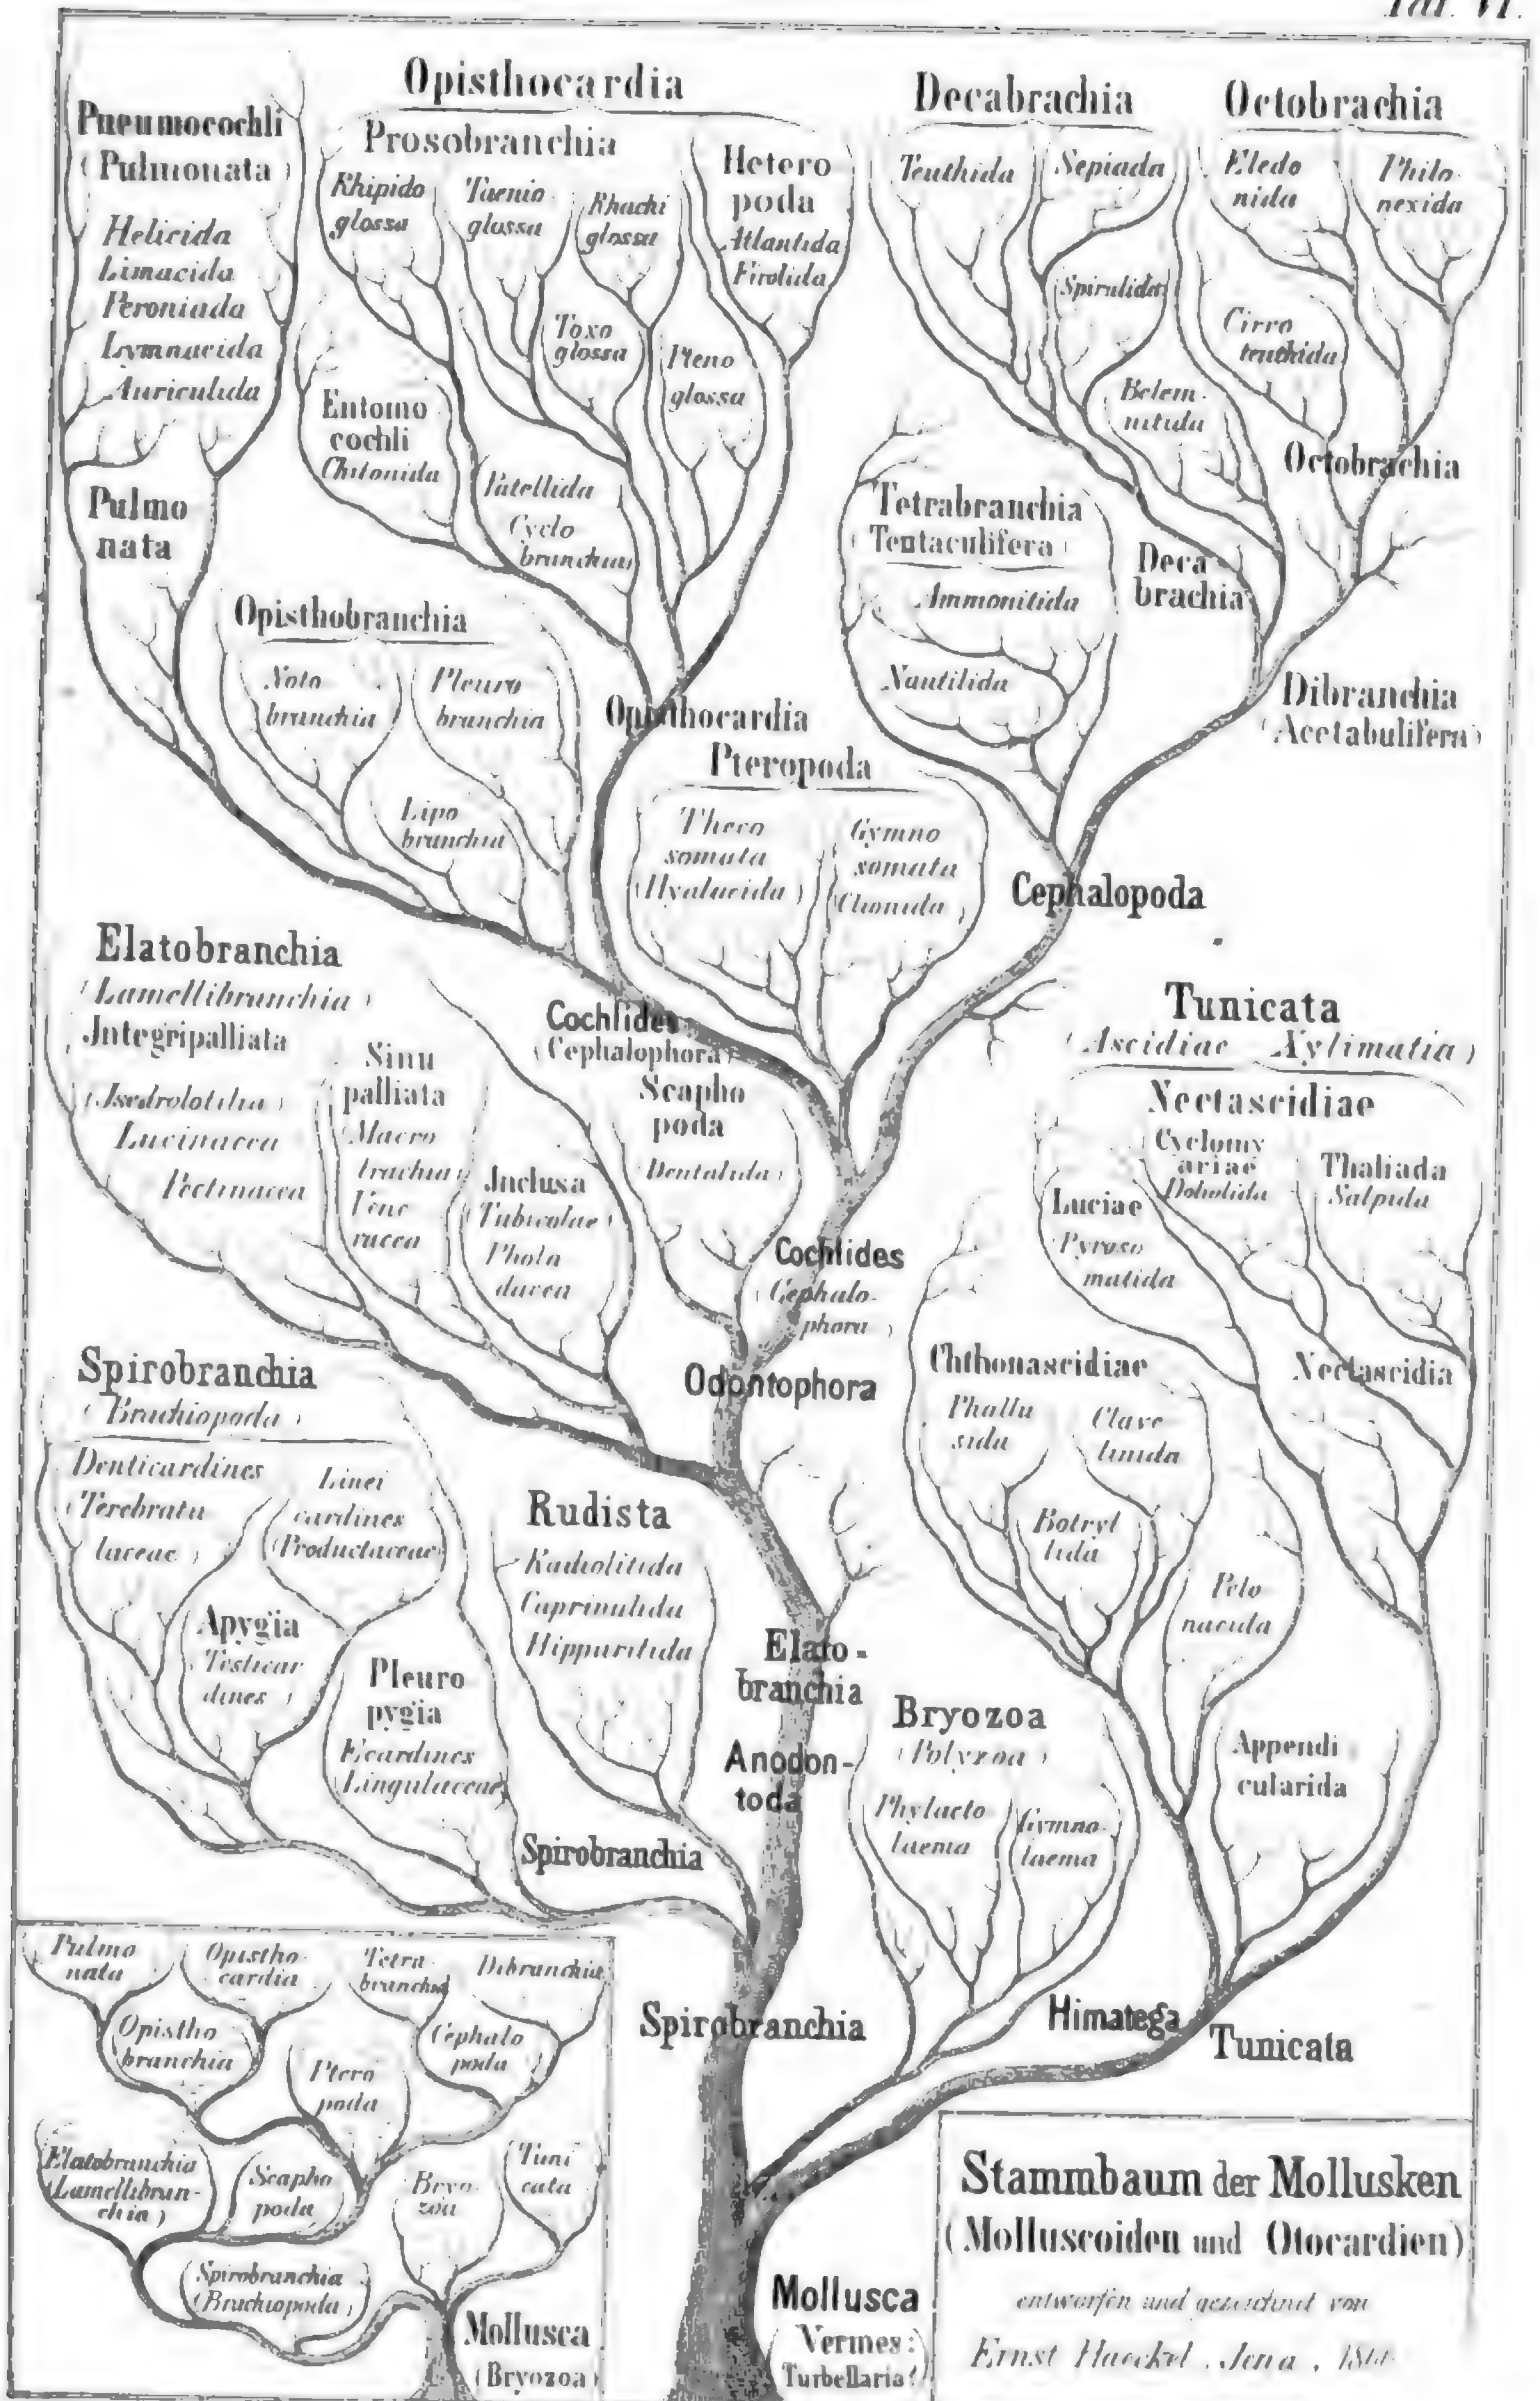 Taf. VI.
Opisthocardia
Decabrachia
Octobrachia
Pneumocochli
(Pulmonata)
Helicida
Limacida
Peroniada
Lymnaeida
Auriculida
Prosobranchia
Rhipido
glossa
Taenio
glossa
Rhachi
glossa
Toxo
glossa
Pteno
glossa
Hetero
poda
Atlantida
Firolida
Teuthida
Sepiada
Spirulida
Belem-
nitida
Eledo
nida
Philo-
nexida
Cirro
teuthida
Octobrachia
Entomo
cochli
Chitonida
Patellida
Cyclo
branchia
Pulmo
nata
Tetrabranchia
(Tentaculifera)
Ammonitida
Nautilida
Deca
brachia
Dibranchia
(Acetabulifera)
Opisthobranchia
Noto
branchia
Pleuro
branchia
Lipo
branchia
Opisthocardia
Pteropoda
Theco
somata
(Hyalaeida)
Gymno
somata
(Clionida)
Cephalopoda
Elatobranchia
(Lamellibranchia)
Integripalliata
Lucinacea
Pectinacea
Sinu
palliata
(Macro
trachia)
Vene
racea
Inclusa
(Tubicolae)
Phola
dacea
Cochlides
(Cephalophora)
Scapho
poda
Dentalida
Cochlides
(Cephalo-
phora)
Odontophora
Tunicata
(Ascidiae
Nectascidiae
Cyclomy
ariae
Doliolida
Thaliada
Salpida
Luciae
Pyroso
matida
Nectascidia
Chthonascidiae
Phallu
sida
Clave
linida
Botryl
lida
Pelo
nacida
Appendi
cularida
Spirobranchia
(Brachiopoda)
Denticardines
(Terebratu
laceae)
Linei
cardines
(Productaceae)
Apygia
Testicar
dines)
Pleuro
pygia
Ecardines
Lingulaceae
Rudista
Radiolitida
Caprinulida
Hippuritida
Elato-
branchia
Anodon-
toda
Spirobranchia
Bryozoa
(Polyzoa)
Phylacto
laema
Gymno-
laema
Spirobranchia
Himatega
Tunicata
Pulmo
nata
Opistho
cardia
Tetra
branchia
Dibranchia
Opistho
branchia
Ptero
poda
Cephalo
poda
Elatobranchia
(Lamellibran-
chia)
Scapho
poda
Bryo-
zoa
Tuni
cata
Spirobranchia
(Brachiopoda)
Mollusca
(Bryozoa)
Mollusca
(Vermes:
Turbellaria?)
Stammbaum der Mollusken
(Molluscoiden und Otocardien)
entworfen und gezeichnet von
Ernst Haeckel. Jena,